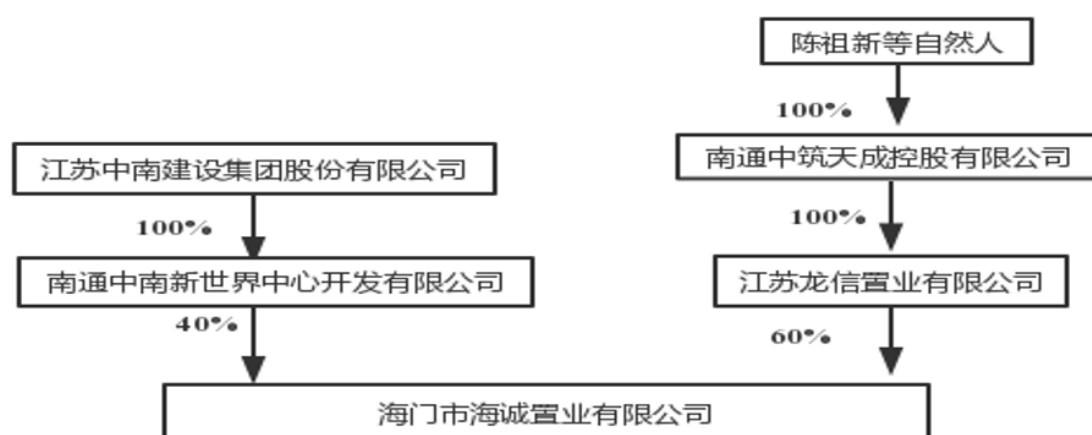 陈祖新等自然人
100%
江苏中南建设集团股份有限公司
南通中筑天成控股有限公司
100%
100%
南通中南新世界中心开发有限公司
江苏龙信置业有限公司
40%
60%
海门市海诚置业有限公司